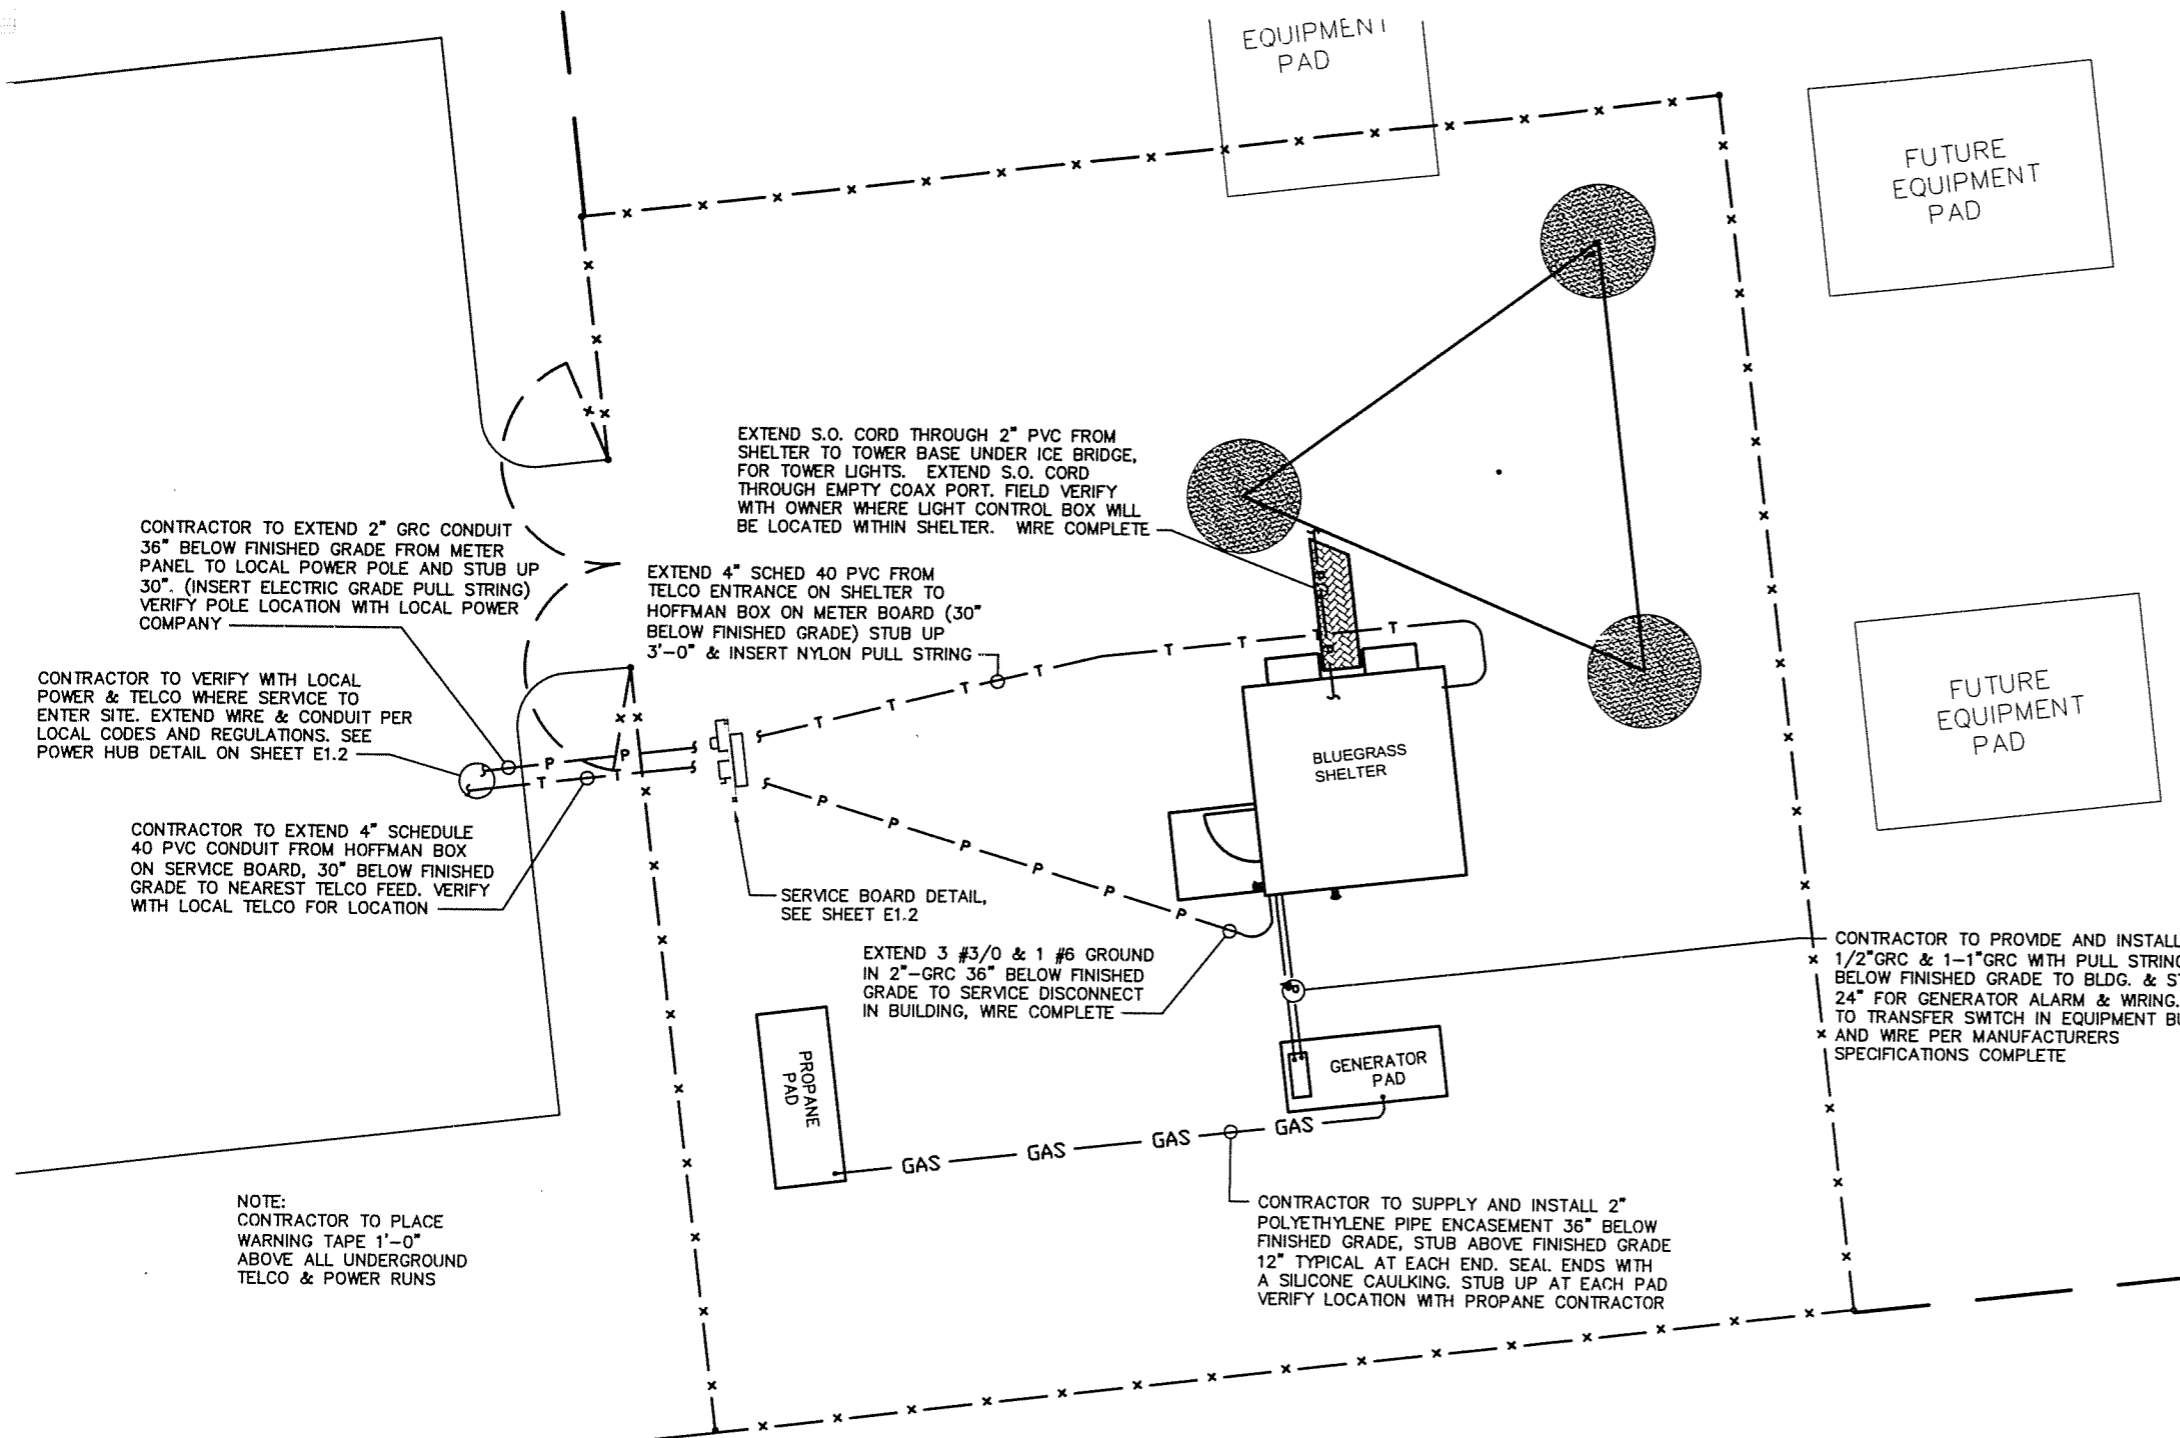 EQUIPMENT
PAD
FUTURE
EQUIPMENT
PAD
EXTEND S.O. CORD THROUGH 2" PVC FROM
SHELTER TO TOWER BASE UNDER ICE BRIDGE,
FOR TOWER LIGHTS. EXTEND S.O. CORD
THROUGH EMPTY COAX PORT. FIELD VERIFY
WITH OWNER WHERE LIGHT CONTROL BOX WILL
BE LOCATED WITHIN SHELTER. WIRE COMPLETE
CONTRACTOR TO EXTEND 2" GRC CONDUIT
36" BELOW FINISHED GRADE FROM METER
PANEL TO LOCAL POWER POLE AND STUB UP
30". (INSERT ELECTRIC GRADE PULL STRING)
VERIFY POLE LOCATION WITH LOCAL POWER
COMPANY
EXTEND 4" SCHED 40 PVC FROM
TELCO ENTRANCE ON SHELTER TO
HOFFMAN BOX ON METER BOARD (30"
BELOW FINISHED GRADE) STUB UP
3'-0" & INSERT NYLON PULL STRING
T T T T T T T
CONTRACTOR TO VERIFY WITH LOCAL
POWER & TELCO WHERE SERVICE TO
ENTER SITE. EXTEND WIRE & CONDUIT PER
LOCAL CODES AND REGULATIONS. SEE
POWER HUB DETAIL ON SHEET E1.2
P P
T T
FUTURE
EQUIPMENT
PAD
BLUEGRASS
SHELTER
P P P P P P
CONTRACTOR TO EXTEND 4" SCHEDULE
40 PVC CONDUIT FROM HOFFMAN BOX
ON SERVICE BOARD, 30" BELOW FINISHED
GRADE TO NEAREST TELCO FEED. VERIFY
WITH LOCAL TELCO FOR LOCATION
SERVICE BOARD DETAIL,
SEE SHEET E1.2
EXTEND 3 #3/0 & 1 #6 GROUND
IN 2"-GRC 36" BELOW FINISHED
GRADE TO SERVICE DISCONNECT
IN BUILDING, WIRE COMPLETE
CONTRACTOR TO PROVIDE AND INSTALL
1/2"GRC & 1-1"GRC WITH PULL STRING
BELOW FINISHED GRADE TO BLDG. &
24" FOR GENERATOR ALARM & WIRING.
TO TRANSFER SWITCH IN EQUIPMENT
AND WIRE PER MANUFACTURERS
SPECIFICATIONS COMPLETE
PROPANE
PAD
GENERATOR
PAD
GAS GAS GAS GAS
NOTE:
CONTRACTOR TO PLACE
WARNING TAPE 1'-0"
ABOVE ALL UNDERGROUND
TELCO & POWER RUNS
CONTRACTOR TO SUPPLY AND INSTALL 2"
POLYETHYLENE PIPE ENCASEMENT 36" BELOW
FINISHED GRADE, STUB ABOVE FINISHED GRADE
12" TYPICAL AT EACH END. SEAL ENDS WITH
A SILICONE CAULKING. STUB UP AT EACH PAD
VERIFY LOCATION WITH PROPANE CONTRACTOR